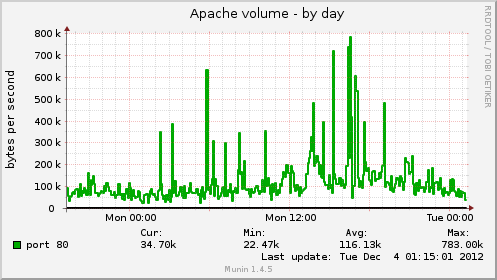 Apache volume - by day
RRDTOOL / TOBI OETIKER
bytes per second
800 k
700 k
600 k
500 k
400 k
300 k
200 k
100 k
0
Mon 00:00 Mon 12:00 Tue 00:00
Cur: Min: Avg: Max:
port 80 34.70k 22.47k 116.13k 783.00k
Last update: Tue Dec 4 01:15:01 2012
Munin 1.4.5